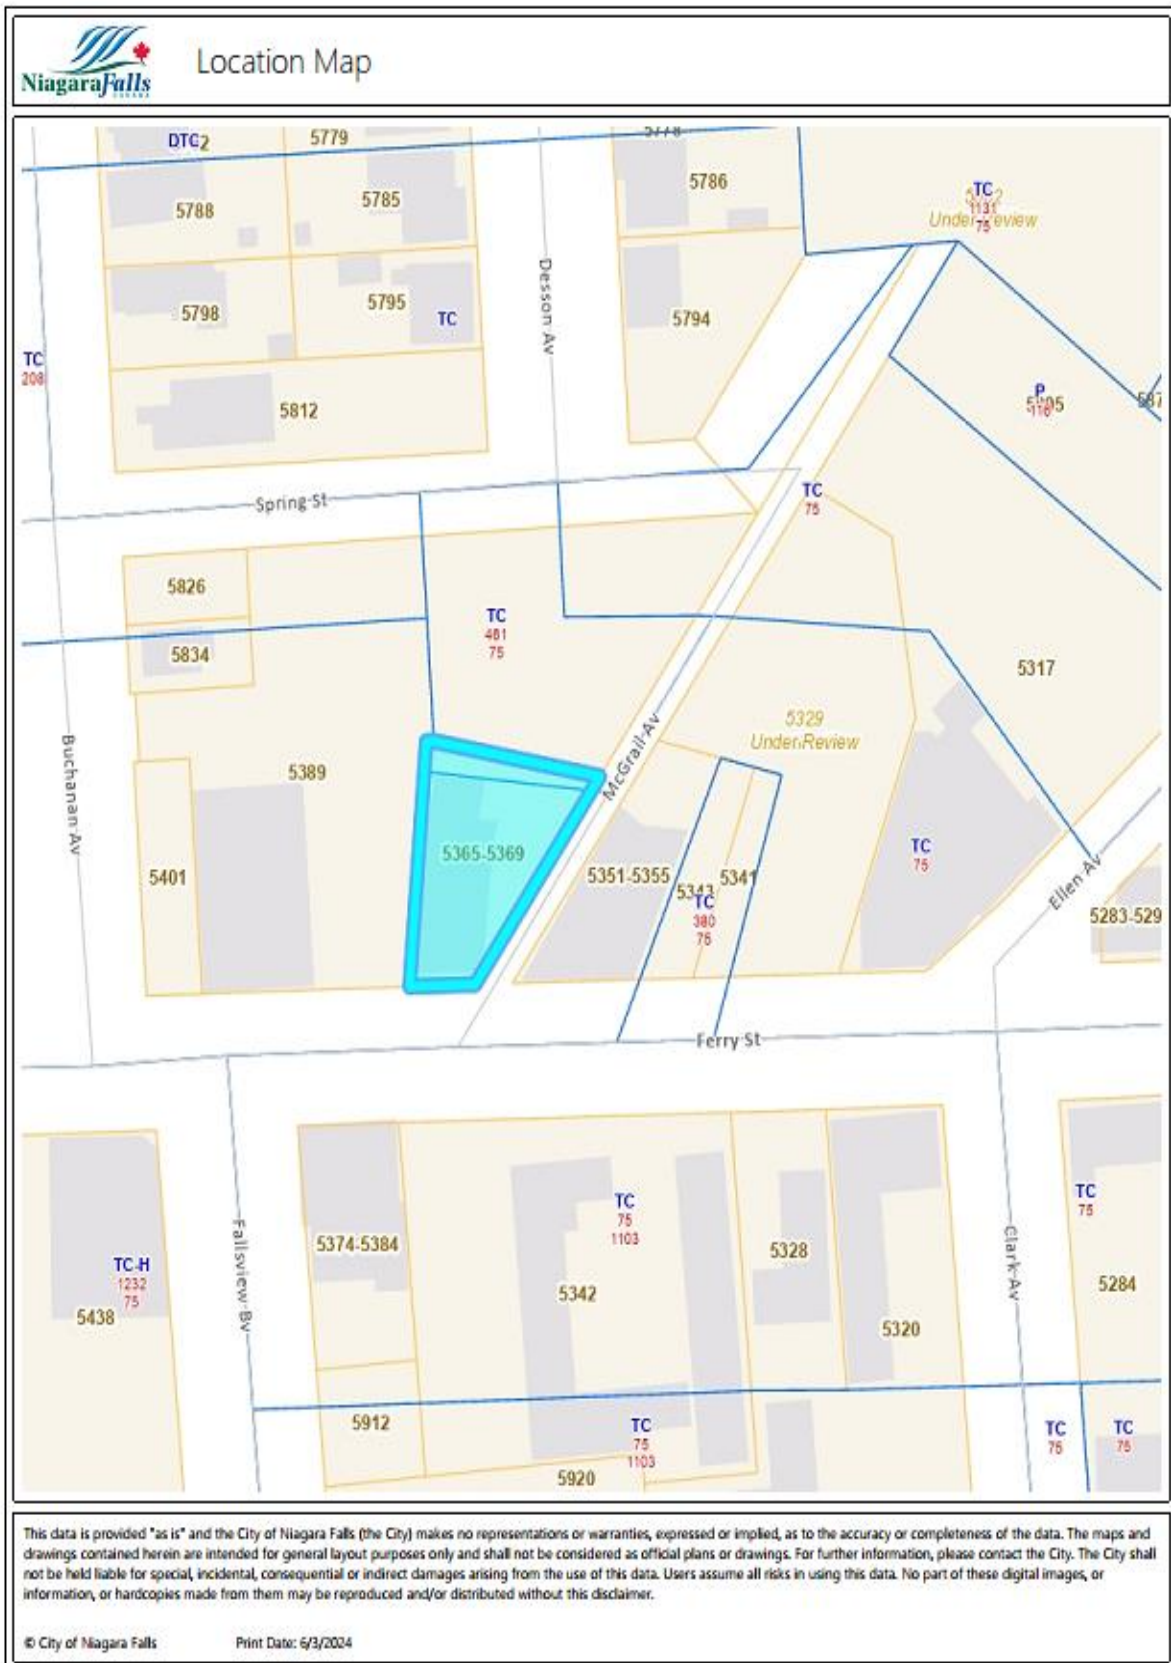 NiagaraFalls
CANADA
Location Map
5779
5778
DTC
5785
5786
TC
1131
75
Under Review
5788
Desson Av
5798
5795
TC
5794
TC
208
P
116
5812
Spring St
TC
75
5826
TC
461
75
5834
5317
5329
Under Review
Buchanan Av
McGrail Av
5389
5365-5369
TC
75
5401
5351-5355
5343
5341
TC
380
75
Ellen Av
5283-529
Ferry St
Fallsview Bv
Clark Av
TC
75
1103
TC
75
5374-5384
5328
TC-H
1232
75
5438
5342
5284
5320
5912
TC
75
1103
TC
75
TC
75
5920
This data is provided "as is" and the City of Niagara Falls (the City) makes no representations or warranties, expressed or implied, as to the accuracy or completeness of the data. The maps and
drawings contained herein are intended for general layout purposes only and shall not be considered as official plans or drawings. For further information, please contact the City. The City shall
not be held liable for special, incidental, consequential or indirect damages arising from the use of this data. Users assume all risks in using this data. No part of these digital images, or
information, or hardcopies made from them may be reproduced and/or distributed without this disclaimer.
© City of Niagara Falls
Print Date: 6/3/2024